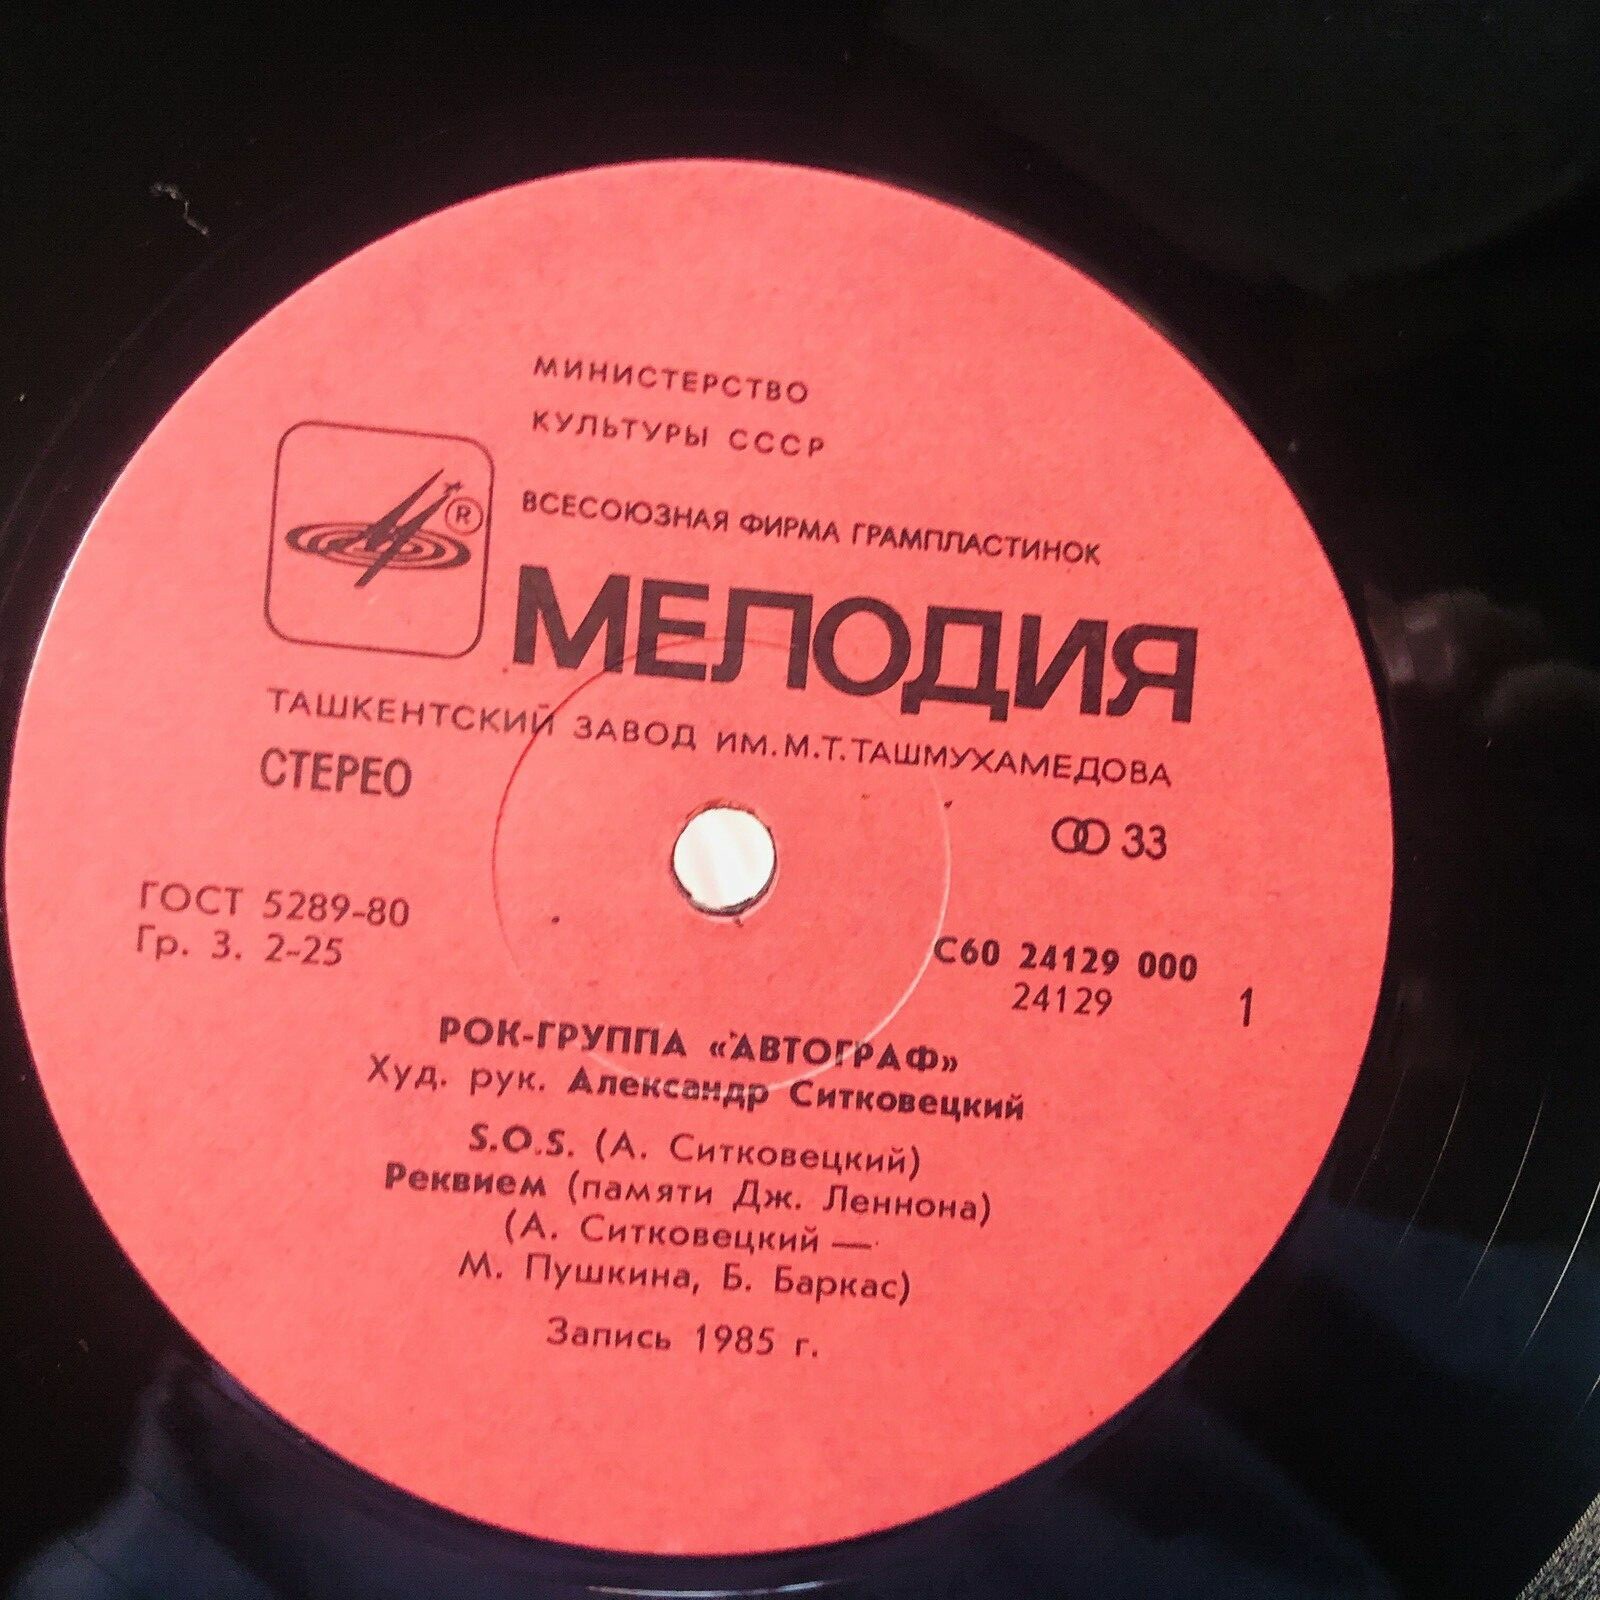 МИНИСТЕРСТВО
КУЛЬТУРЫ СССР
ВСЕСОЮЗНАЯ ФИРМА ГРАМПЛАСТИНОК
®
МЕЛОДИЯ
ТАШКЕНТСКИЙ ЗАВОД ИМ.М.Т.ТАШМУХАМЕДОВА
СТЕРЕО
33
ГОСТ 5289-80
Гр. 3. 2-25
С60 24129 000
24129
1
РОК-ГРУППА «АВТОГРАФ»
Худ. рук. Александр Ситковецкий
S.O.S. (А. Ситковецкий)
Реквием (памяти Дж. Леннона)
(А. Ситковецкий —
М. Пушкина, Б. Баркас)
Запись 1985 г.